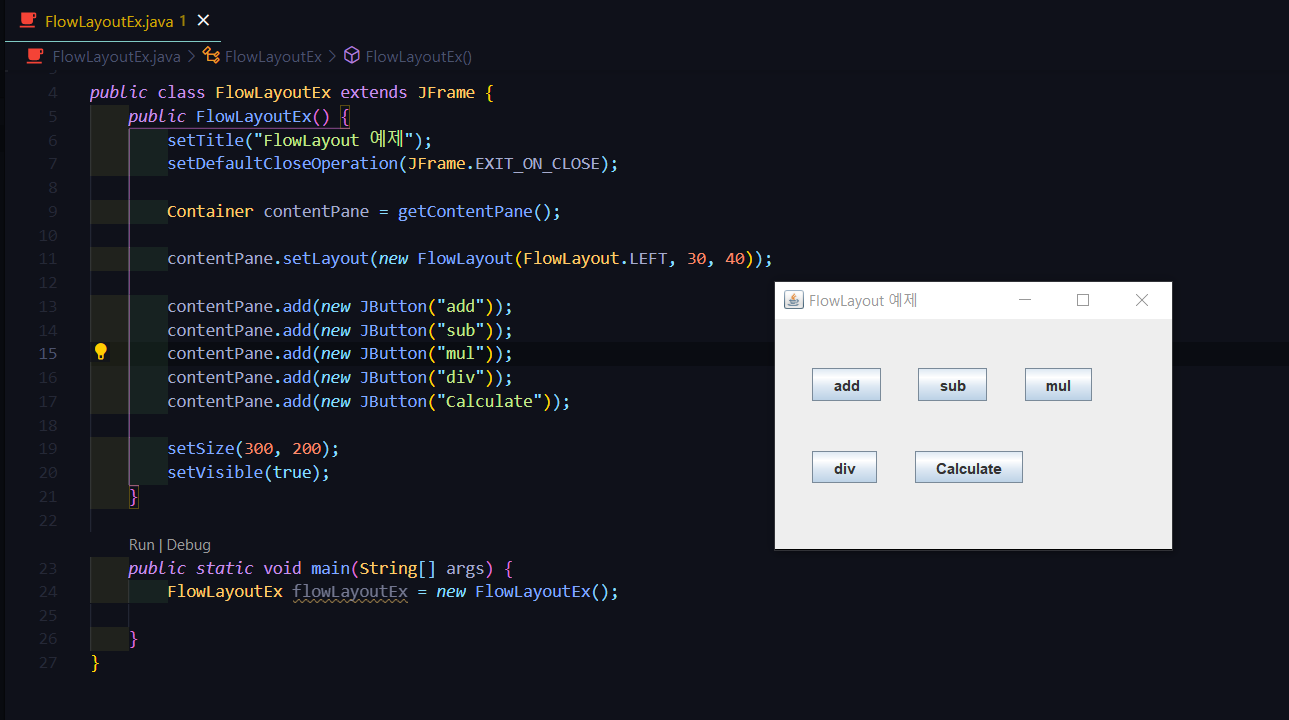 FlowLayoutEx.java 1
FlowLayoutEx.java > FlowLayoutEx > FlowLayoutEx()
4 public class FlowLayoutEx extends JFrame {
5 public FlowLayoutEx() {
6 setTitle("FlowLayout 예제");
7 setDefaultCloseOperation(JFrame.EXIT_ON_CLOSE);
8
9 Container contentPane = getContentPane();
10
11 contentPane.setLayout(new FlowLayout(FlowLayout.LEFT, 30, 40));
12
13 contentPane.add(new JButton("add"));
14 contentPane.add(new JButton("sub"));
15 contentPane.add(new JButton("mul"));
16 contentPane.add(new JButton("div"));
17 contentPane.add(new JButton("Calculate"));
18
19 setSize(300, 200);
20 setVisible(true);
21 }
22
Run | Debug
23 public static void main(String[] args) {
24 FlowLayoutEx flowLayoutEx = new FlowLayoutEx();
25
26 }
27 }
FlowLayout 예제
add sub mul
div Calculate